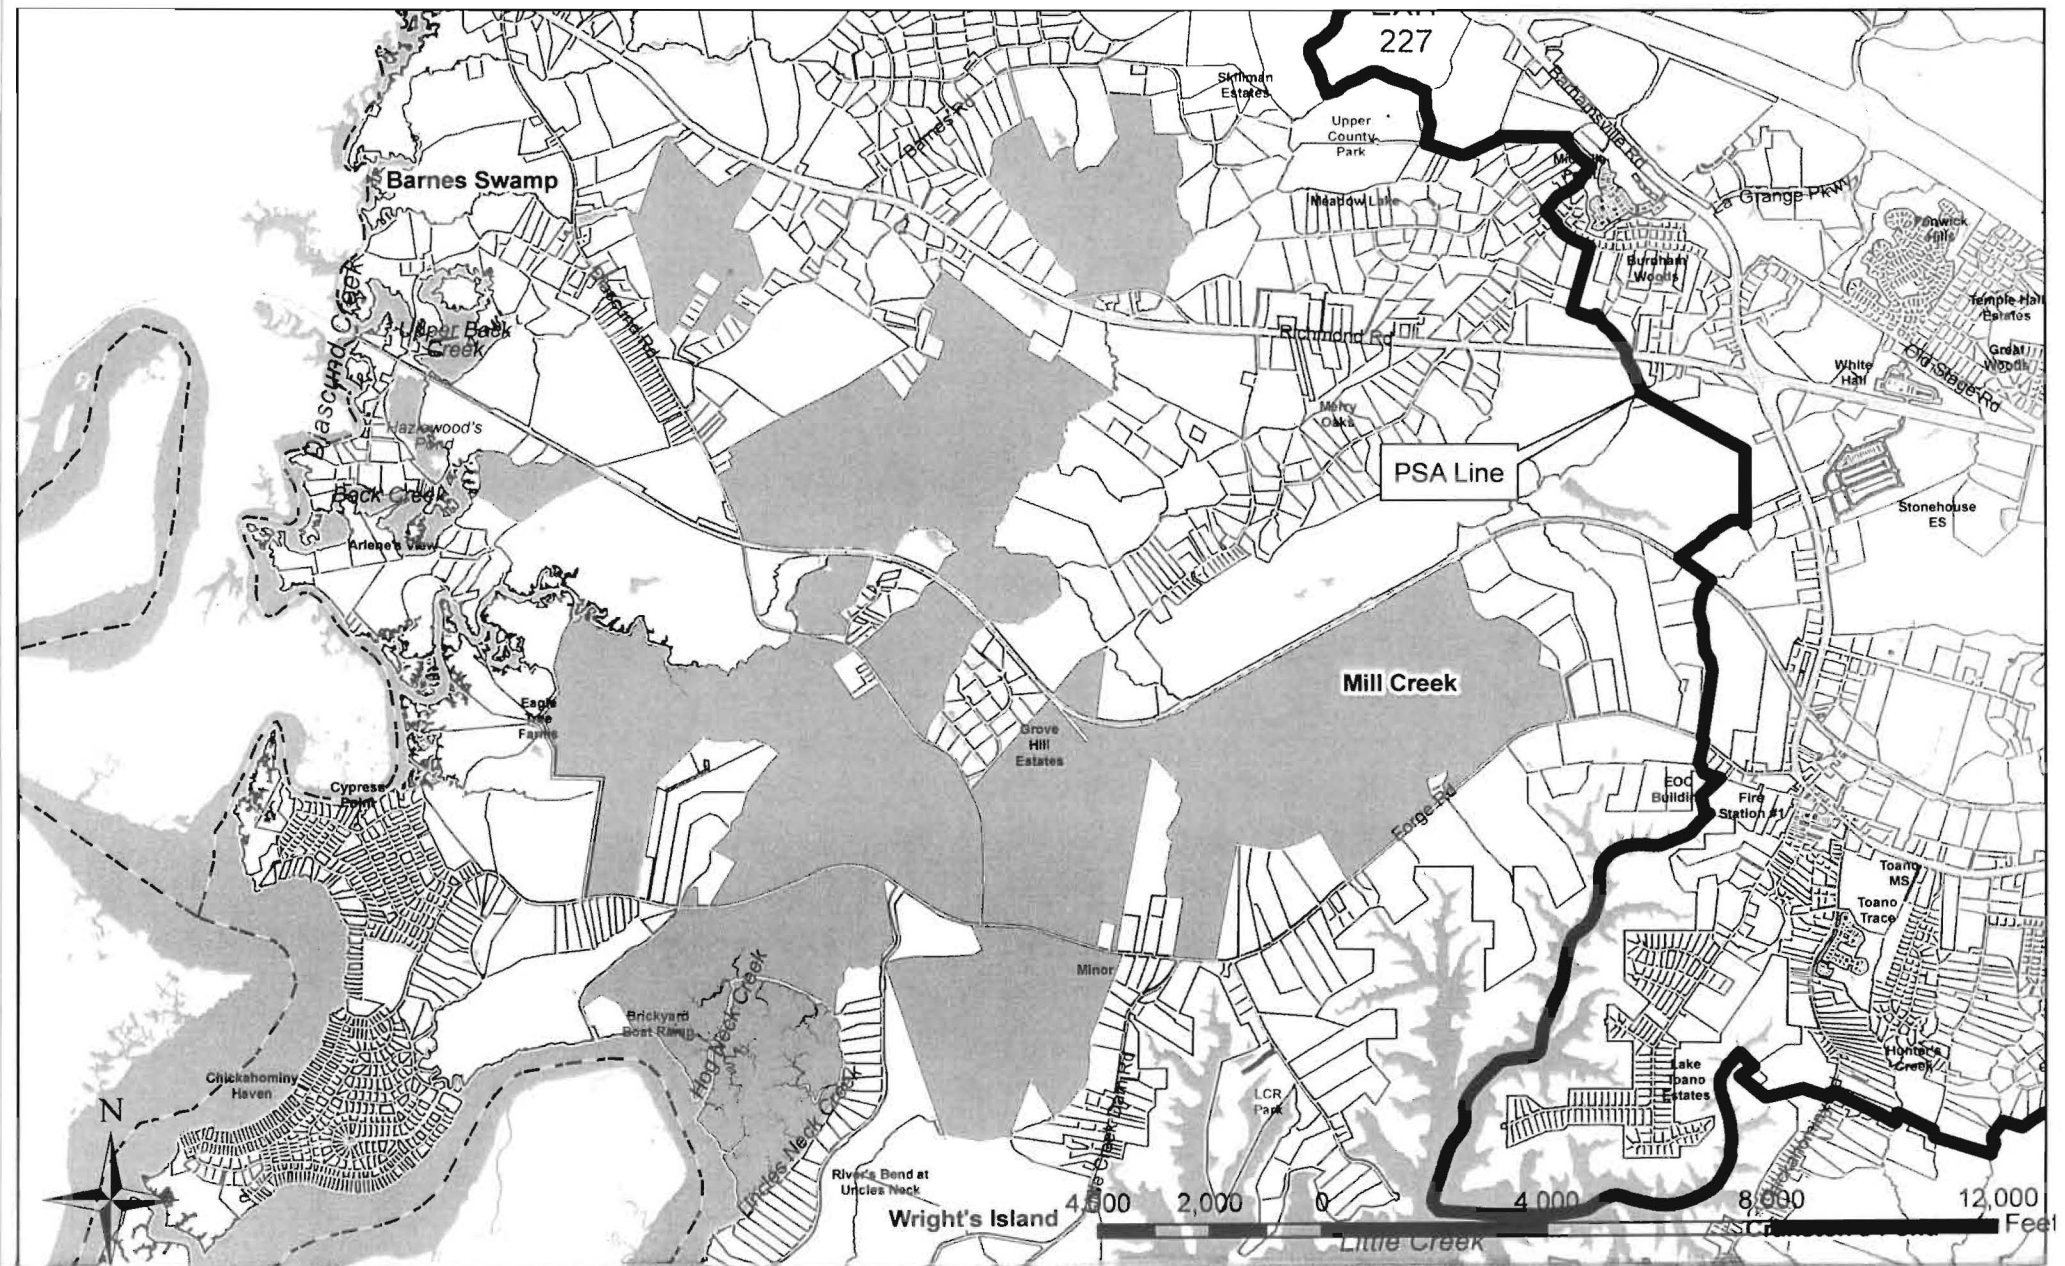 227
Skillman
Estates
Upper
County
Park
Barhamsville Rd
Barnes Rd
Barnes Swamp
Meadow Lake
La Grange Pkwy
Fenwick
Hills
Burnham
Woods
Temple Hall
Estates
Diascund Creek
Diascund Rd
Upper Back
Creek
Richmond Rd
Great
Woods
White
Hall
Old Stage Rd
Merry
Oaks
Hazlewood's
Pond
PSA Line
Back Creek
Stonehouse
ES
Arlene's View
Mill Creek
Eagle
Tree
Farms
Grove
Hill
Estates
Cypress
Point
EOC
Building
Fire
Station #1
Forge Rd
Toano
MS
Toano
Trace
Minor
Hog Neck Creek
Brickyard
Boat Ramp
Hunter's
Creek
Lake
Toano
Estates
Chickahominy
Haven
LCR
Park
N
Uncles Neck Creek
River's Bend at
Uncles Neck
Wright's Island
4,000 2,000 0 4,000 8,000 12,000
Feet
Little Creek